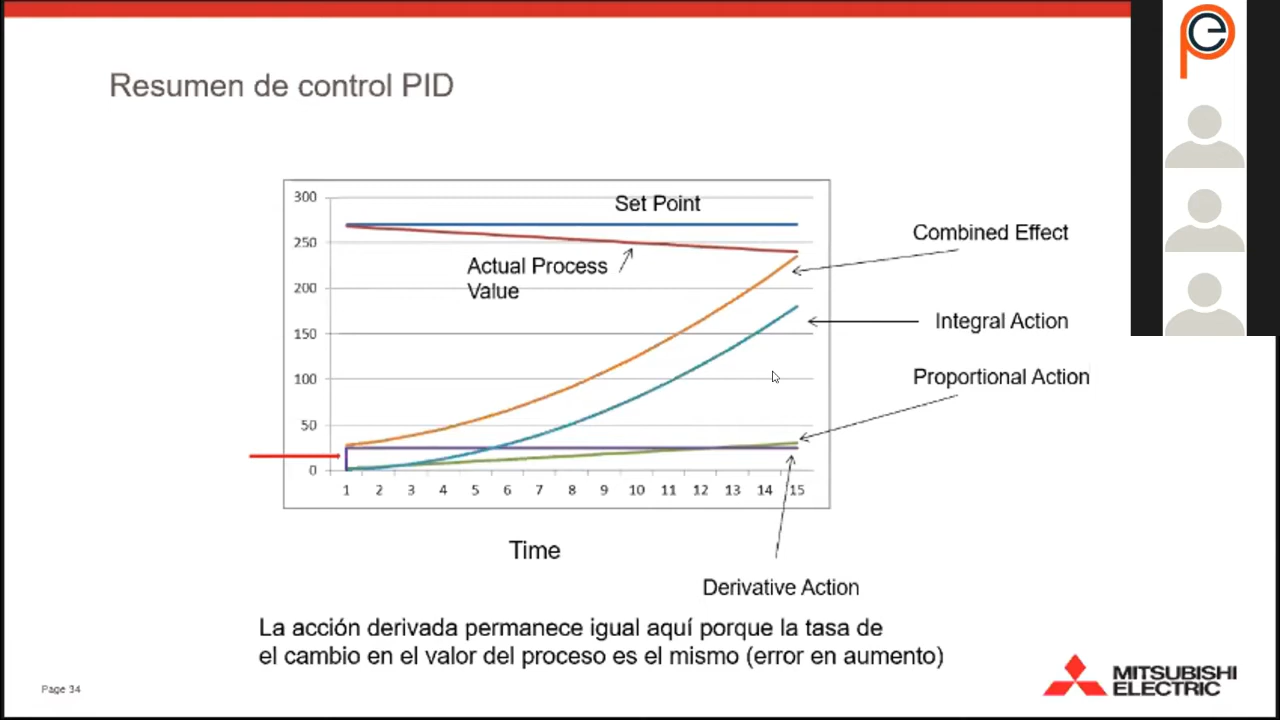 Resumen de control PID
300
250
200
150
100
50
0
1 2 3 4 5 6 7 8 9 10 11 12 13 14 15
Set Point
Actual Process
Value
Combined Effect
Integral Action
Proportional Action
Time
Derivative Action
La acción derivada permanece igual aquí porque la tasa de
el cambio en el valor del proceso es el mismo (error en aumento)
Page 34
MITSUBISHI
ELECTRIC